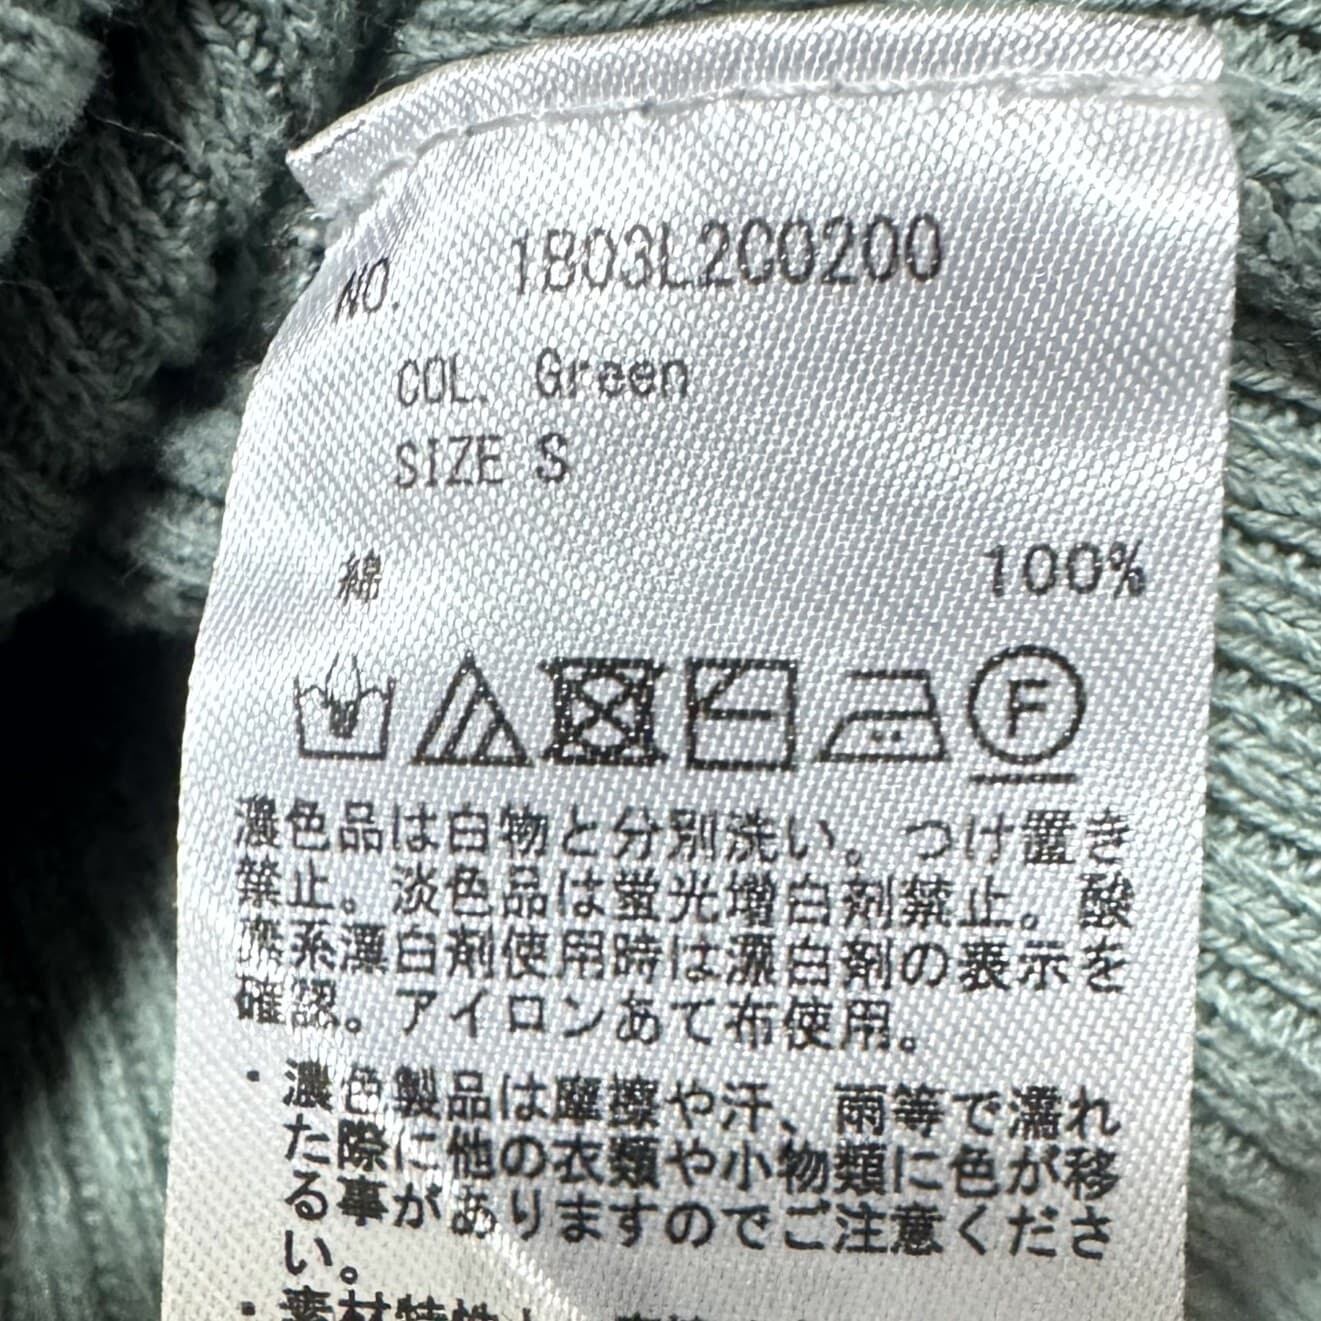 NO. 1B03L2C0200
COL. Green
SIZE S
綿 100%
F
濃色品は白物と分別洗い。つけ置き
禁止。淡色品は蛍光増白剤禁止。酸
素系漂白剤使用時は漂白剤の表示を
確認。アイロンあて布使用。
・濃色製品は摩擦や汗、雨等で濡れ
た際に他の衣類や小物類に色が移
る事がありますのでご注意くださ
い。
・素材特性